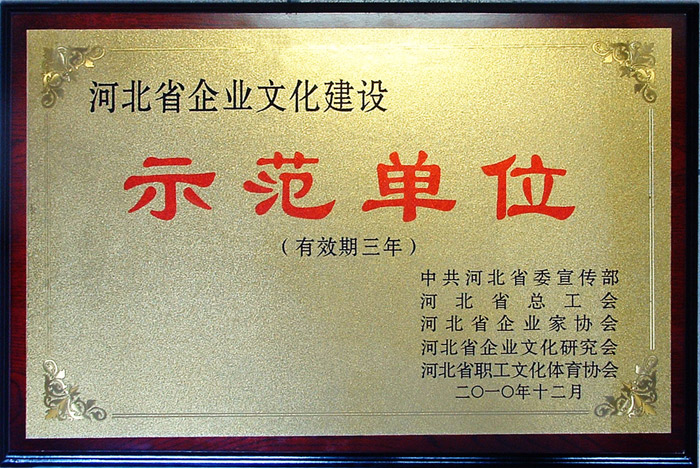 河北省企业文化建设
示范单位
（有效期三年）
中共河北省委宣传部
河北省总工会
河北省企业家协会
河北省企业文化研究会
河北省职工文化体育协会
二〇一〇年十二月